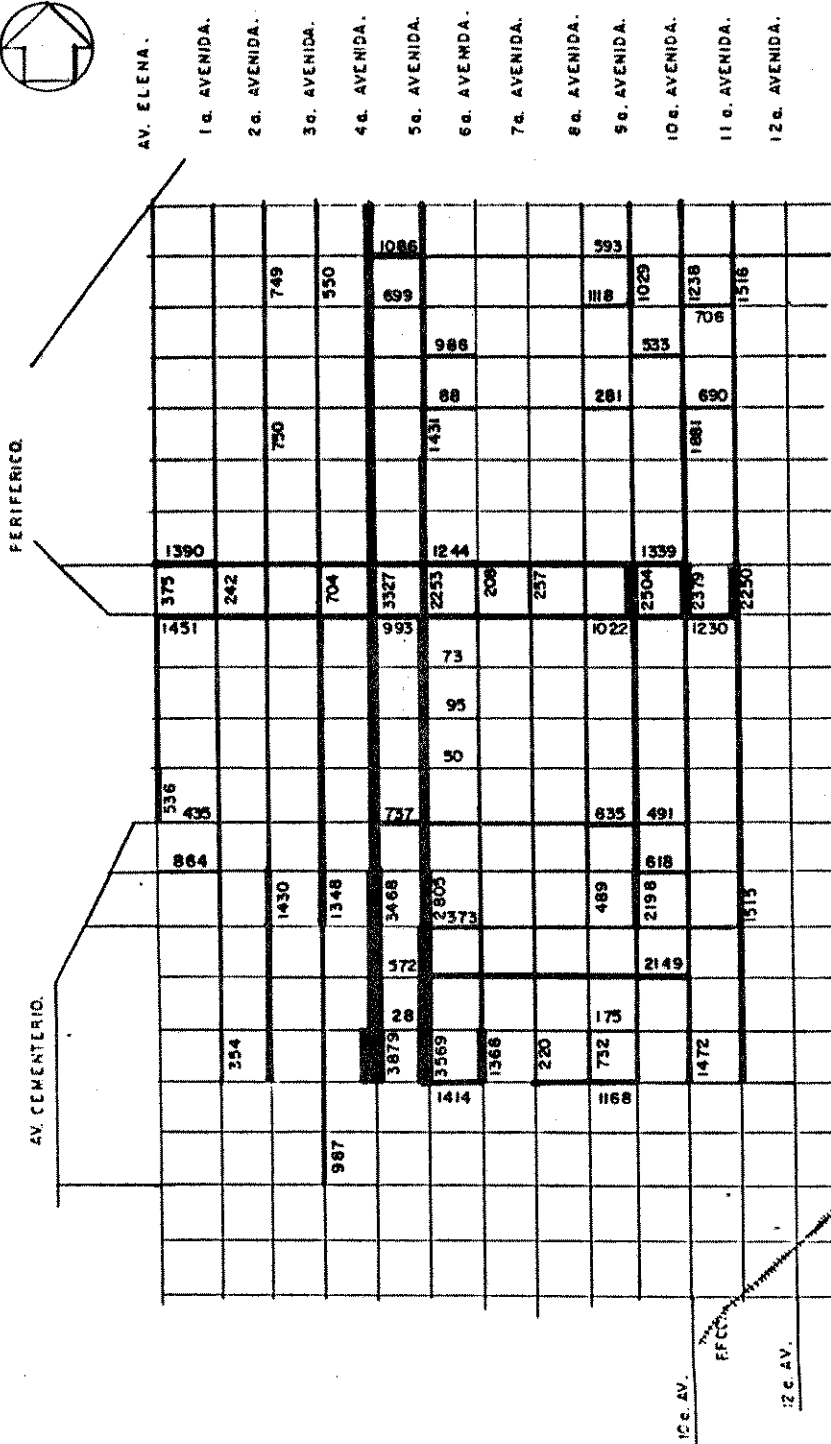 AV. ELENA.
1a. AVENIDA.
2a. AVENIDA.
3a. AVENIDA.
4a. AVENIDA.
5a. AVENIDA.
6a. AVENIDA.
7a. AVENIDA.
8a. AVENIDA.
9a. AVENIDA.
10a. AVENIDA.
11a. AVENIDA.
12a. AVENIDA.
PERIFERICO.
AV. CEMENTERIO.
1086 593
749 550 1029 1238 1516
699 1118 706
986 533
88 281 690
750 1431 1881
1390 1244 1339
375 242 704 3327 2253 208 257 2504 2379 2250
1451 993 1022 1230
73
95
50
536
435 737 635 491
864 618
1430 1348 3468 2805 489 2198 1515
373
572 2149
28 175
354 3879 3569 1368 220 732 1472
1414 1168
987
F.F.C.C.
10a. AV.
12a. AV.